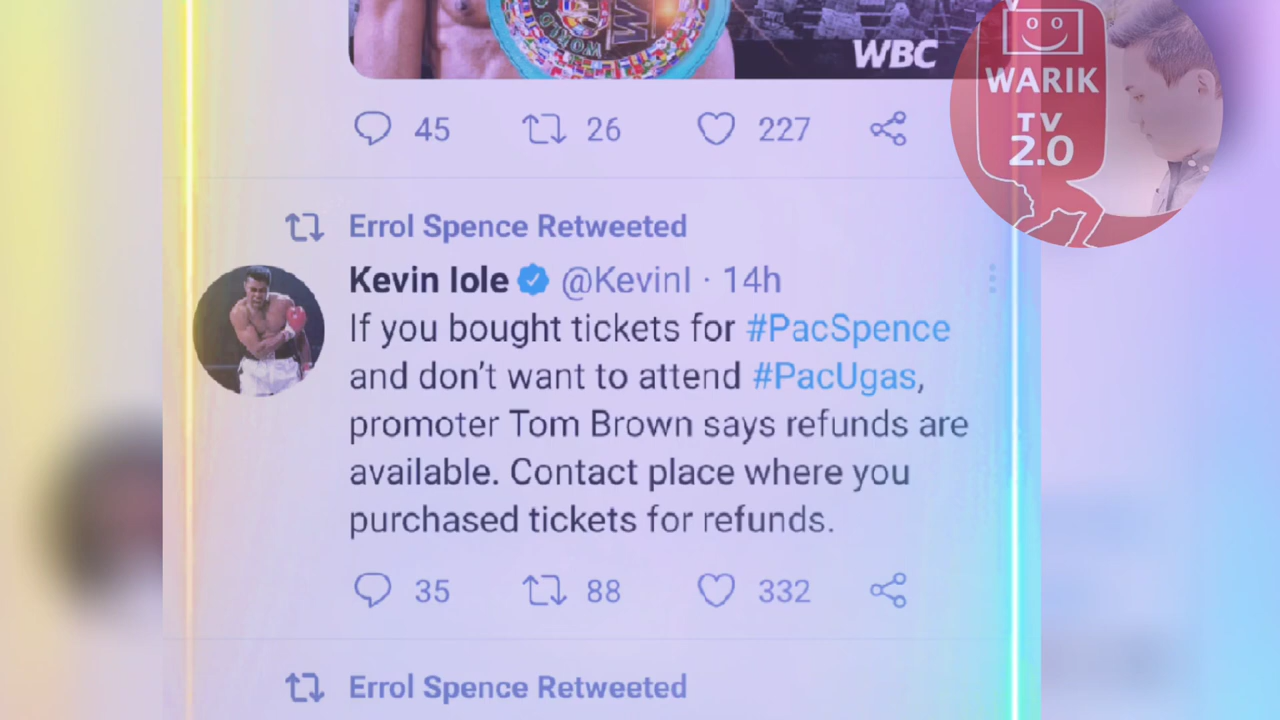 WORLD
WBC
WARIK
TV
2.0
45 26 227
Errol Spence Retweeted
Kevin Iole @KevinI · 14h
If you bought tickets for #PacSpence
and don't want to attend #PacUgas,
promoter Tom Brown says refunds are
available. Contact place where you
purchased tickets for refunds.
35 88 332
Errol Spence Retweeted